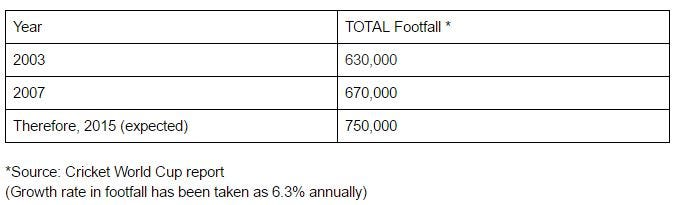 Year TOTAL Footfall *
2003 630,000
2007 670,000
Therefore, 2015 (expected) 750,000
*Source: Cricket World Cup report
(Growth rate in footfall has been taken as 6.3% annually)